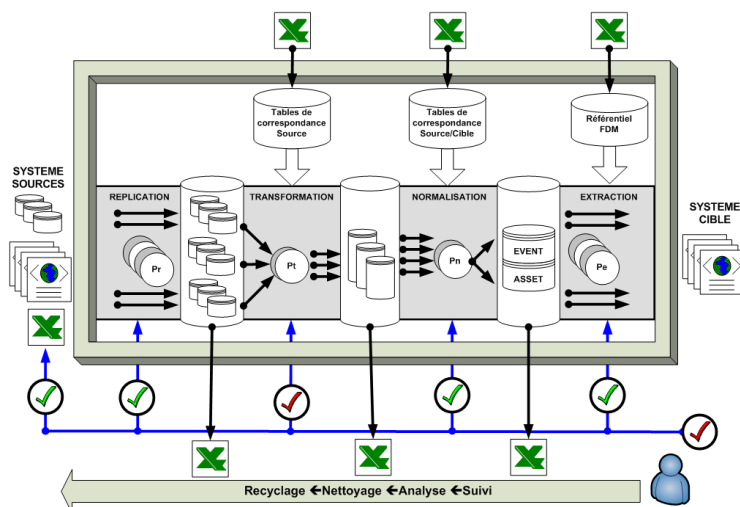 Tables de
correspondance
Source
Tables de
correspondance
Source/Cible
Référentiel
FDM
SYSTEME
SOURCES
REPLICATION
TRANSFORMATION
NORMALISATION
EXTRACTION
SYSTEME
CIBLE
Pr
Pt
Pn
EVENT
ASSET
Pe
Recyclage ←Nettoyage ←Analyse ←Suivi